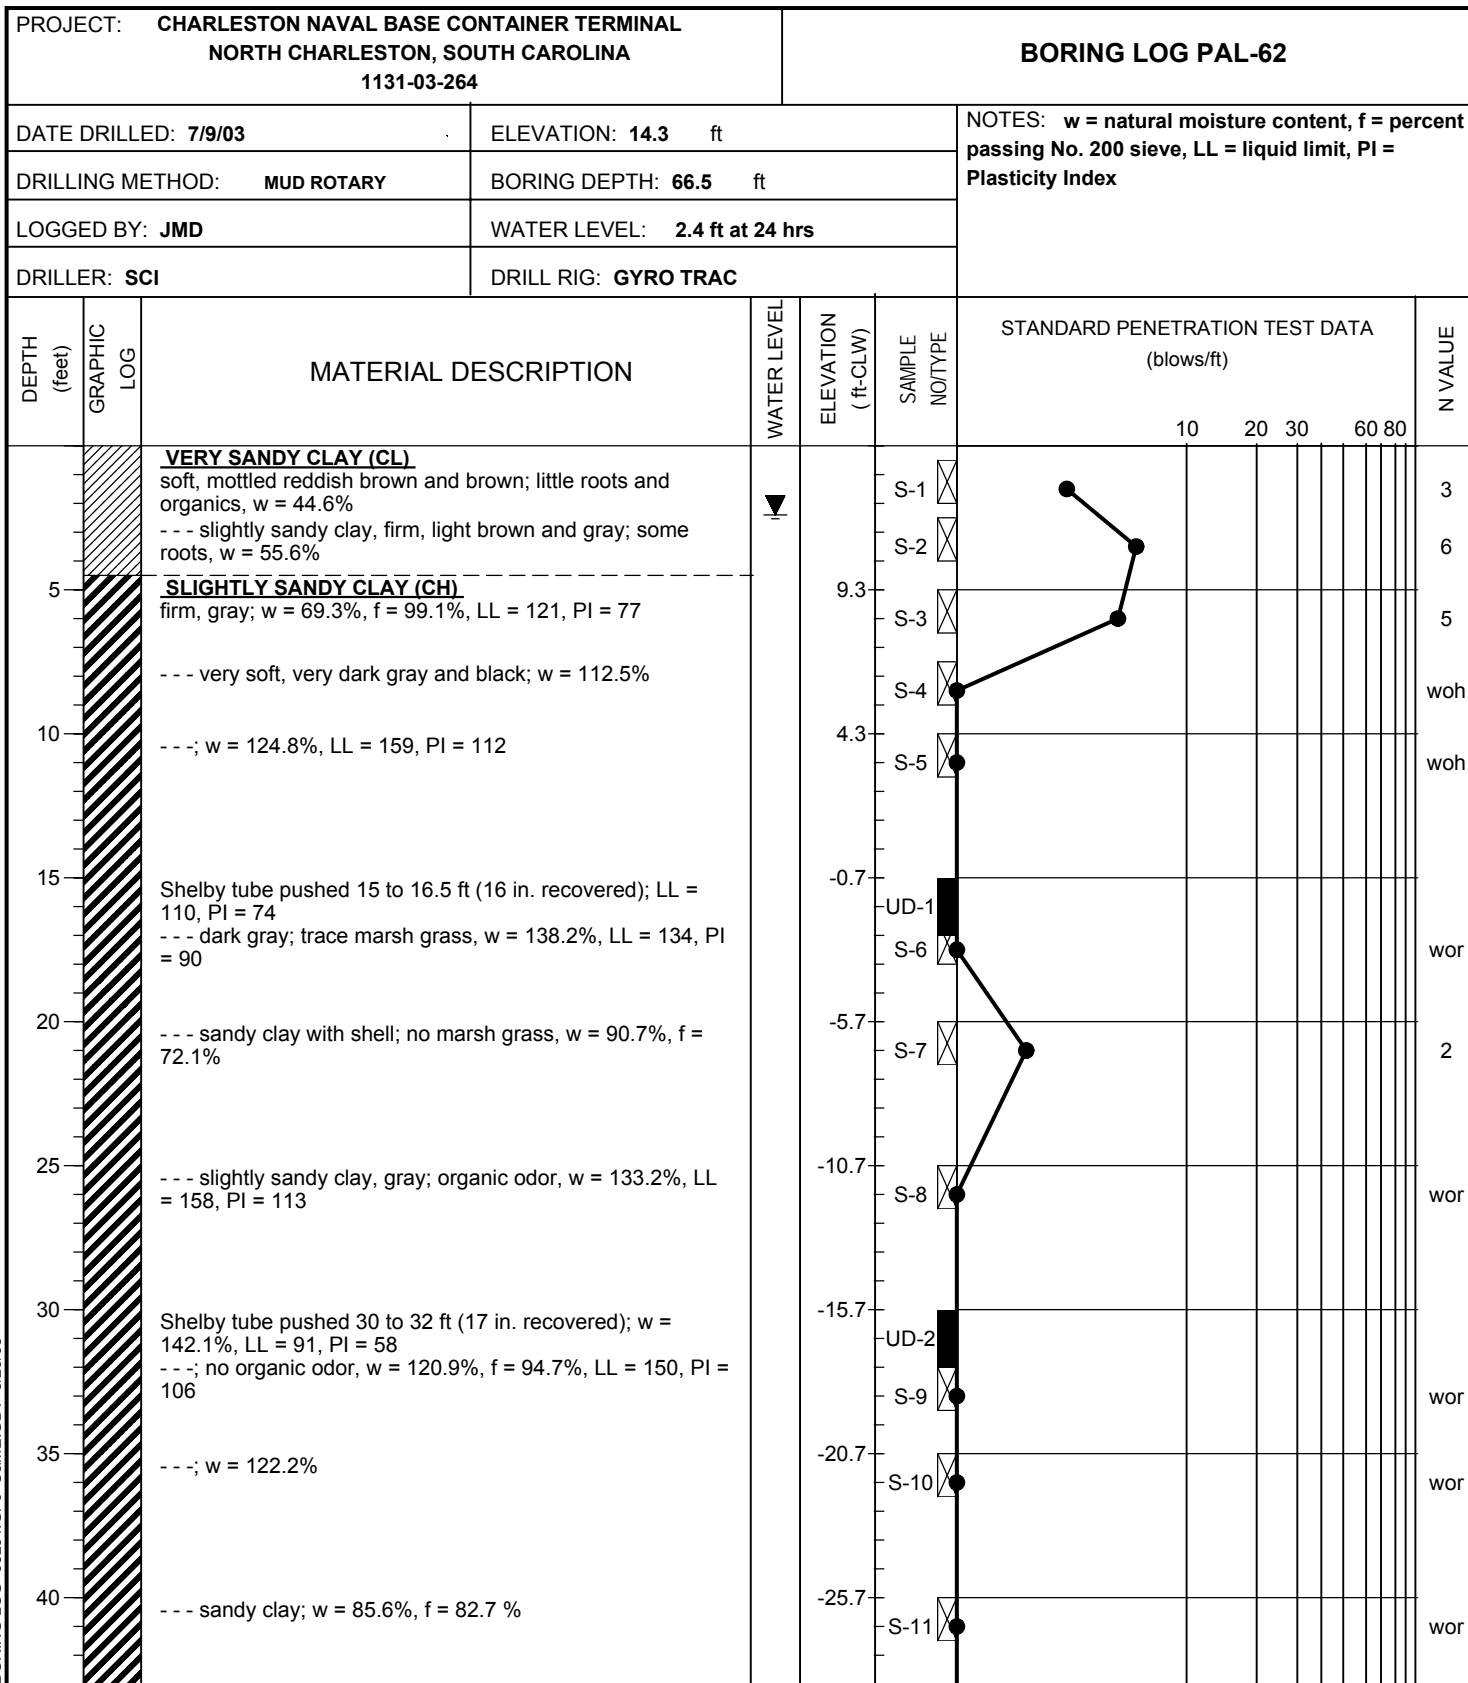 PROJECT: CHARLESTON NAVAL BASE CONTAINER TERMINAL
NORTH CHARLESTON, SOUTH CAROLINA
1131-03-264
BORING LOG PAL-62
DATE DRILLED: 7/9/03
ELEVATION: 14.3 ft
DRILLING METHOD: MUD ROTARY
BORING DEPTH: 66.5 ft
LOGGED BY: JMD
WATER LEVEL: 2.4 ft at 24 hrs
DRILLER: SCI
DRILL RIG: GYRO TRAC
NOTES: w = natural moisture content, f = percent
passing No. 200 sieve, LL = liquid limit, PI =
Plasticity Index
DEPTH
(feet)
GRAPHIC
LOG
MATERIAL DESCRIPTION
WATER LEVEL
ELEVATION
( ft-CLW)
SAMPLE
NO/TYPE
STANDARD PENETRATION TEST DATA
(blows/ft)
10 20 30 60 80
N VALUE
VERY SANDY CLAY (CL)
soft, mottled reddish brown and brown; little roots and
organics, w = 44.6%
S-1 3
- - - slightly sandy clay, firm, light brown and gray; some
roots, w = 55.6%
S-2 6
5 9.3
SLIGHTLY SANDY CLAY (CH)
firm, gray; w = 69.3%, f = 99.1%, LL = 121, PI = 77
S-3 5
- - - very soft, very dark gray and black; w = 112.5%
S-4 woh
10 4.3
- - -; w = 124.8%, LL = 159, PI = 112
S-5 woh
15 -0.7
Shelby tube pushed 15 to 16.5 ft (16 in. recovered); LL =
110, PI = 74
UD-1
- - - dark gray; trace marsh grass, w = 138.2%, LL = 134, PI
= 90
S-6 wor
20 -5.7
- - - sandy clay with shell; no marsh grass, w = 90.7%, f =
72.1%
S-7 2
25 -10.7
- - - slightly sandy clay, gray; organic odor, w = 133.2%, LL
= 158, PI = 113
S-8 wor
30 -15.7
Shelby tube pushed 30 to 32 ft (17 in. recovered); w =
142.1%, LL = 91, PI = 58
UD-2
- - -; no organic odor, w = 120.9%, f = 94.7%, LL = 150, PI =
106
S-9 wor
35 -20.7
- - -; w = 122.2%
S-10 wor
40 -25.7
- - - sandy clay; w = 85.6%, f = 82.7 %
S-11 wor